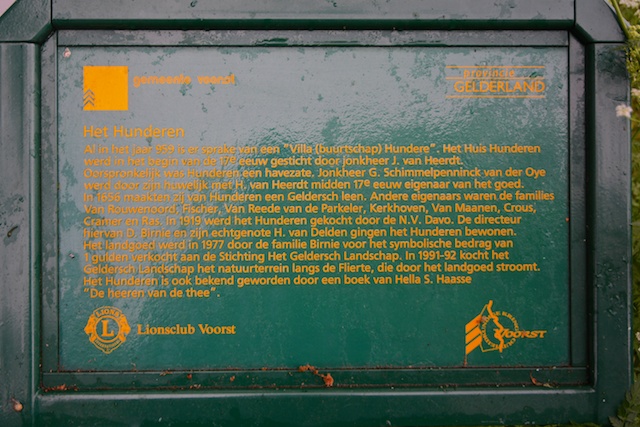 gemeente voorst
provincie
GELDERLAND
Het Hunderen
Al in het jaar 959 is er sprake van een "Villa (buurtschap) Hundere". Het Huis Hunderen
werd in het begin van de 17e eeuw gesticht door jonkheer J. van Heerdt.
Oorspronkelijk was Hunderen een havezate. Jonkheer G. Schimmelpenninck van der Oye
werd door zijn huwelijk met H. van Heerdt midden 17e eeuw eigenaar van het goed.
In 1656 maakten zij van Hunderen een Geldersch leen. Andere eigenaars waren de families
Van Rouwenoord, Fischer, Van Reede van de Parkeler, Kerkhoven, Van Maanen, Crous,
Cramer en Ras. In 1919 werd het Hunderen gekocht door de N.V. Davo. De directeur
hiervan D. Birnie en zijn echtgenote H. van Delden gingen het Hunderen bewonen.
Het landgoed werd in 1977 door de familie Birnie voor het symbolische bedrag van
1 gulden verkocht aan de Stichting Het Geldersch Landschap. In 1991-92 kocht het
Geldersch Landschap het natuurterrein langs de Flierte, die door het landgoed stroomt.
Het Hunderen is ook bekend geworden door een boek van Hella S. Haasse
"De heeren van de thee".
LIONS
L
Lionsclub Voorst
VOORST